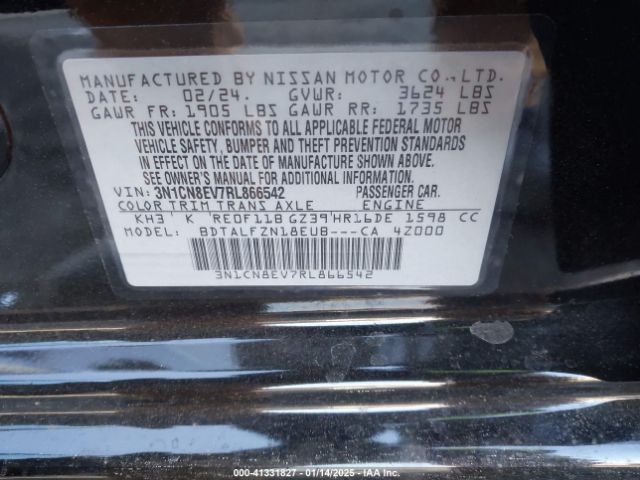 MANUFACTURED BY NISSAN MOTOR CO.,LTD.
DATE: 02/24. GVWR: 3624 LBS
GAWR FR: 1905 LBS GAWR RR: 1735 LBS
THIS VEHICLE CONFORMS TO ALL APPLICABLE FEDERAL MOTOR
VEHICLE SAFETY, BUMPER AND THEFT PREVENTION STANDARDS
IN EFFECT ON THE DATE OF MANUFACTURE SHOWN ABOVE.
SEE OWNER'S MANUAL FOR ADDITIONAL INFORMATION.
VIN: 3N1CN8EV7RL866542 PASSENGER CAR.
COLOR TRIM TRANS AXLE ENGINE
KH3 K RE0F11B GZ39 HR16DE 1598 CC
MODEL: BDTALFZN18EUB---CA 4Z000
3N1CN8EV7RL866542
000-41331827 - 01/14/2025 - IAA Inc.